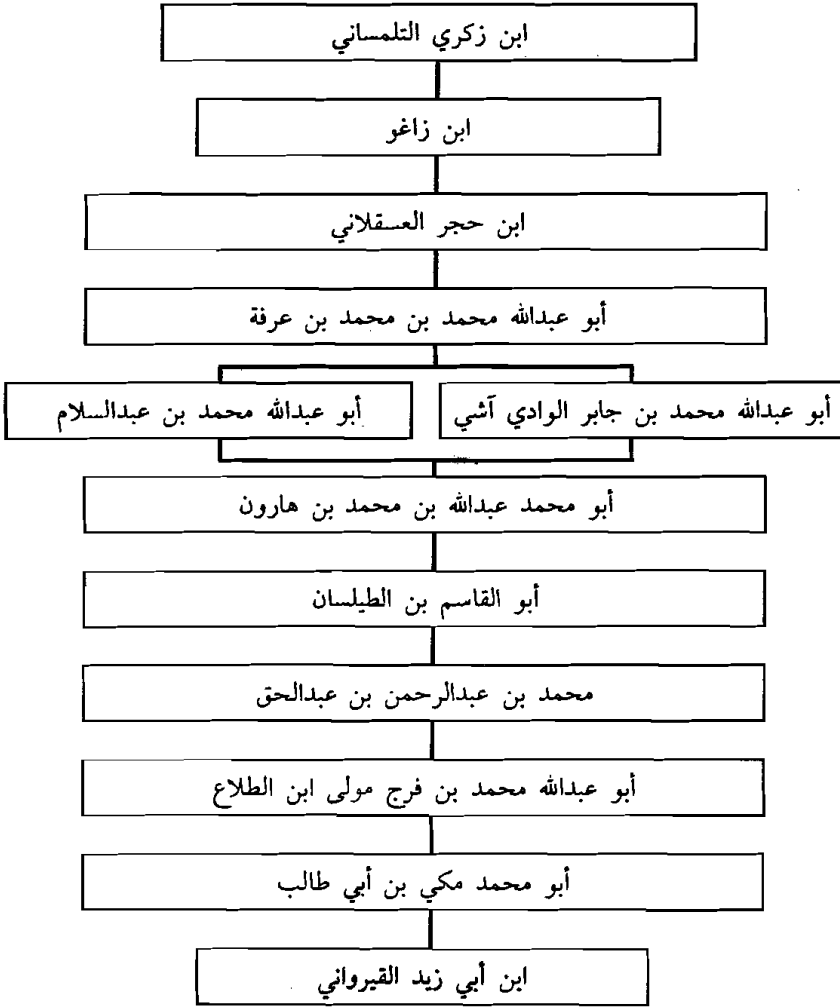 ابن زكري التلمساني
ابن زاغو
ابن حجر العسقلاني
أبو عبدالله محمد بن محمد بن عرفة
أبو عبدالله محمد بن جابر الوادي آشي
أبو عبدالله محمد بن عبدالسلام
أبو محمد عبدالله بن محمد بن هارون
أبو القاسم بن الطيلسان
محمد بن عبدالرحمن بن عبدالحق
أبو عبدالله محمد بن فرج مولى ابن الطلاع
أبو محمد مكي بن أبي طالب
ابن أبي زيد القيرواني